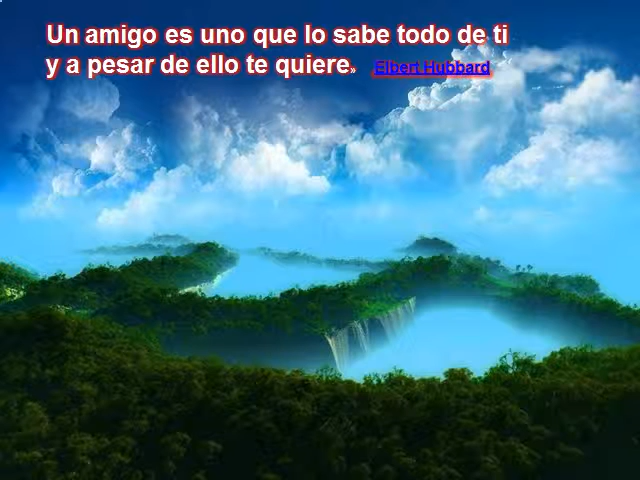 Un amigo es uno que lo sabe todo de ti
y a pesar de ello te quiere.» Elbert Hubbard